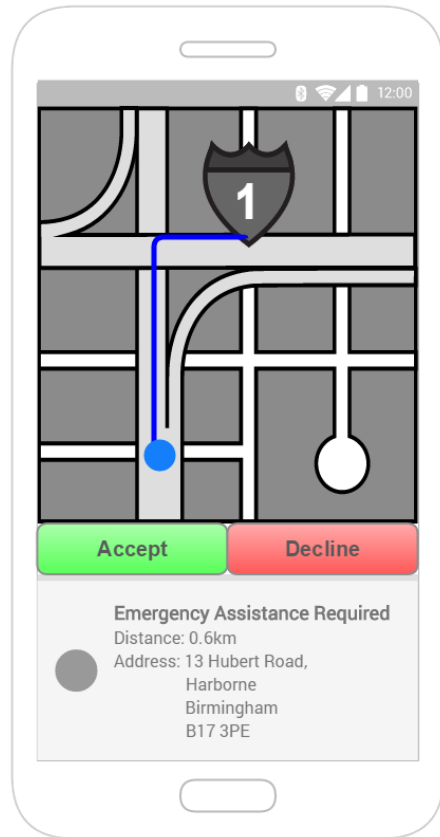 12:00
1
Accept
Decline
Emergency Assistance Required
Distance: 0.6km
Address: 13 Hubert Road,
Harborne
Birmingham
B17 3PE